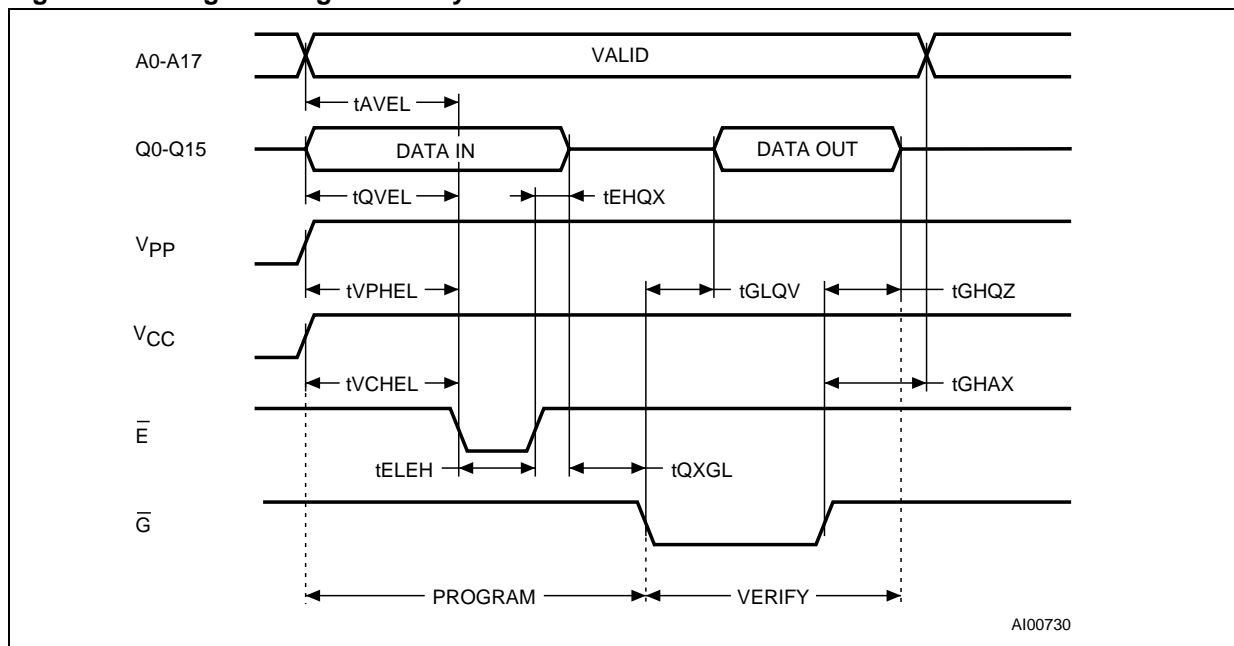 A0-A17
VALID
tAVEL
Q0-Q15
DATA IN
DATA OUT
tQVEL
tEHQX
VPP
tVPHEL
tGLQV
tGHQZ
VCC
tVCHEL
tGHAX
E̅
tELEH
tQXGL
G̅
PROGRAM
VERIFY
AI00730